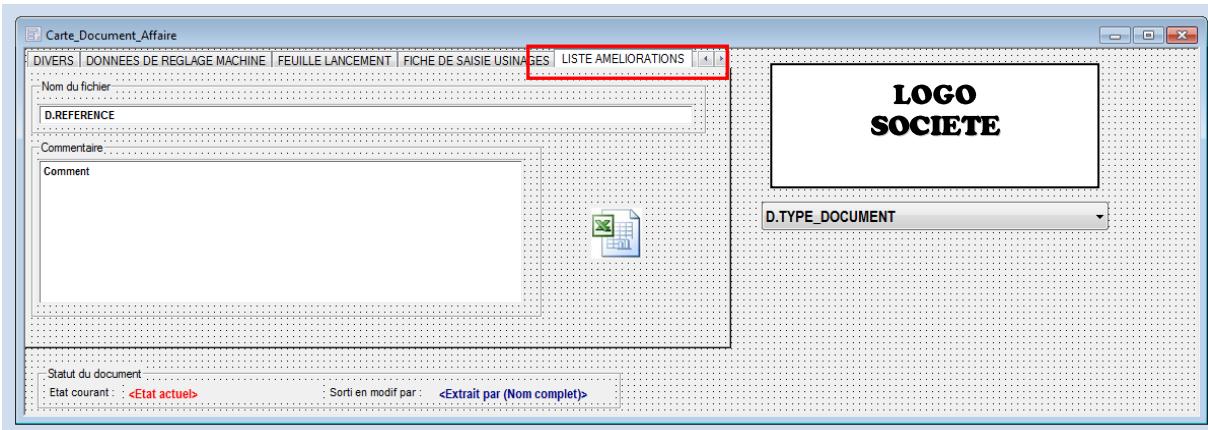 Carte_Document_Affaire
DIVERS DONNEES DE REGLAGE MACHINE FEUILLE LANCEMENT FICHE DE SAISIE USINAGES LISTE AMELIORATIONS
Nom du fichier
D.REFERENCE
Commentaire
Comment
LOGO
SOCIETE
D.TYPE_DOCUMENT
Statut du document
Etat courant : <Etat actuel> Sorti en modif par : <Extrait par (Nom complet)>